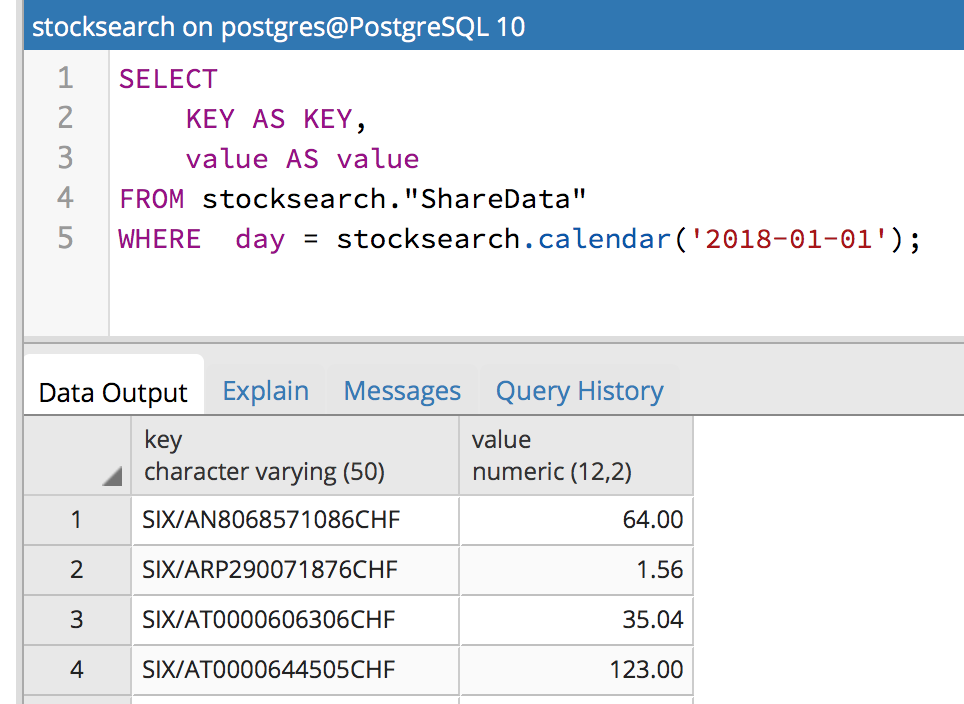 stocksearch on postgres@PostgreSQL 10
1 SELECT
2 KEY AS KEY,
3 value AS value
4 FROM stocksearch."ShareData"
5 WHERE  day = stocksearch.calendar('2018-01-01');
Data Output Explain Messages Query History
key value
character varying (50) numeric (12,2)
1 SIX/AN8068571086CHF 64.00
2 SIX/ARP290071876CHF 1.56
3 SIX/AT0000606306CHF 35.04
4 SIX/AT0000644505CHF 123.00